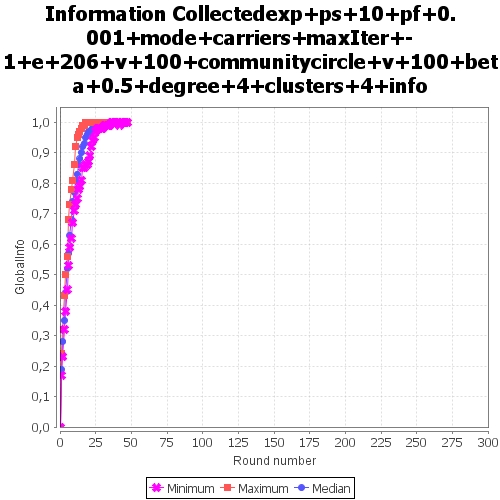 Information Collectedexp+ps+10+pf+0.
001+mode+carriers+maxIter+-
1+e+206+v+100+communitycircle+v+100+bet
a+0.5+degree+4+clusters+4+info
1,0
0,9
0,8
0,7
0,6
0,5
0,4
0,3
0,2
0,1
0,0
GlobalInfo
0 25 50 75 100 125 150 175 200 225 250 275 300
Round number
Minimum Maximum Median